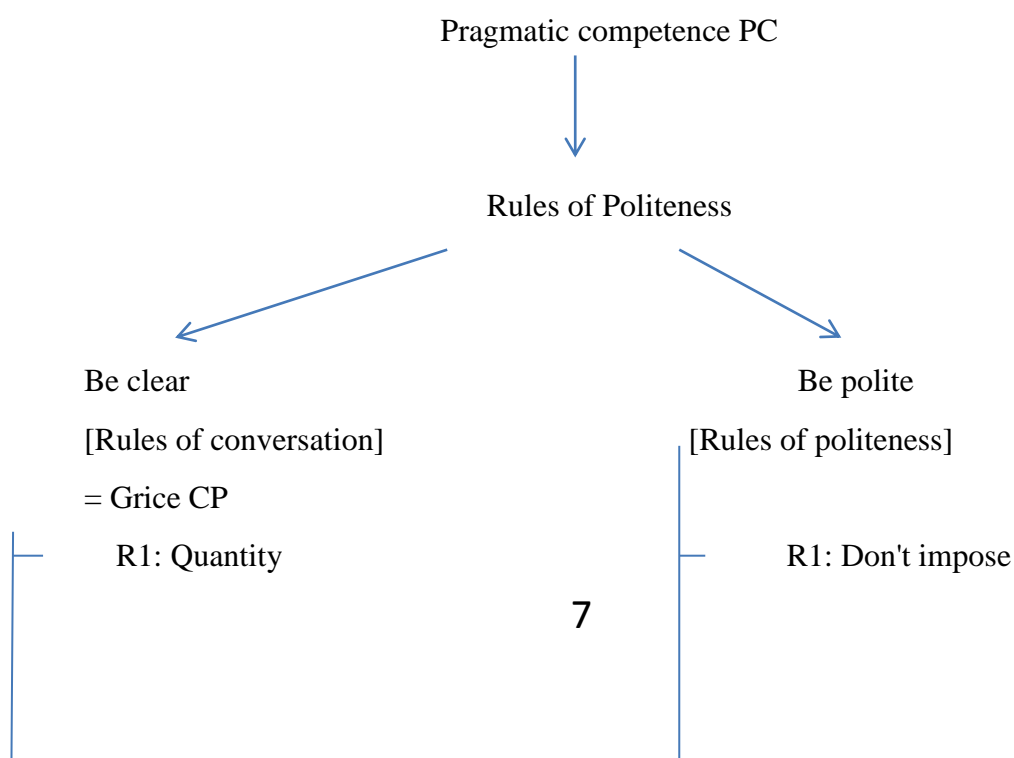 Pragmatic competence PC
Rules of Politeness
Be clear
Be polite
[Rules of conversation]
[Rules of politeness]
= Grice CP
R1: Quantity
R1: Don't impose
7